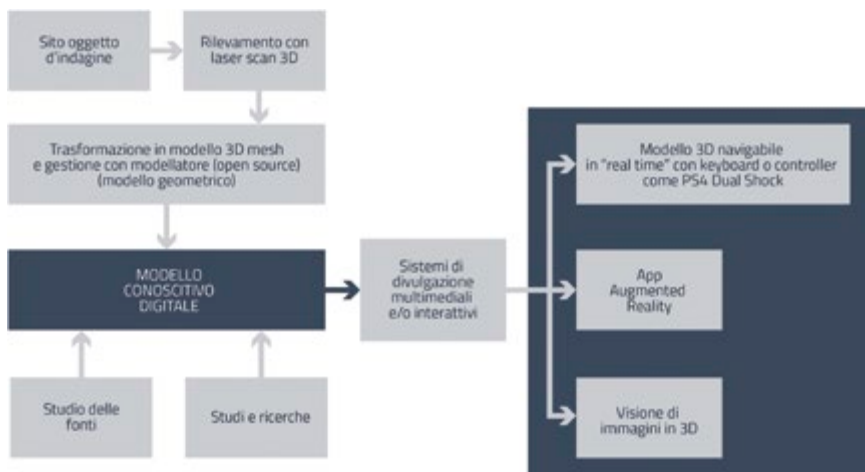 Sito oggetto
d'indagine
Rilevamento con
laser scan 3D
Trasformazione in modello 3D mesh
e gestione con modellatore (open source)
(modello geometrico)
MODELLO
CONOSCITIVO
DIGITALE
Studio delle
fonti
Studi e ricerche
Sistemi di
divulgazione
multimediali
e/o interattivi
Modello 3D navigabile
in "real time" con keyboard o controller
come PS4 Dual Shock
App
Augmented
Reality
Visione di
immagini in 3D